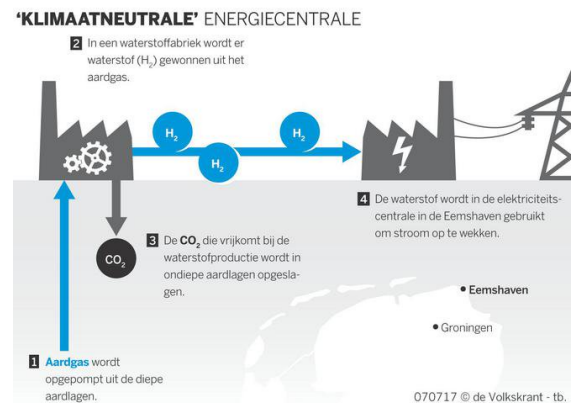 'KLIMAATNEUTRALE' ENERGIECENTRALE
2 In een waterstoffabriek wordt er
waterstof (H₂) gewonnen uit het
aardgas.
H₂
H₂
H₂
4 De waterstof wordt in de elektriciteits-
centrale in de Eemshaven gebruikt
om stroom op te wekken.
3 De CO₂ die vrijkomt bij de
waterstofproductie wordt in
ondiepe aardlagen opgesla-
gen.
CO₂
Eemshaven
Groningen
1 Aardgas wordt
opgepompt uit de diepe
aardlagen.
070717 © de Volkskrant - tb.